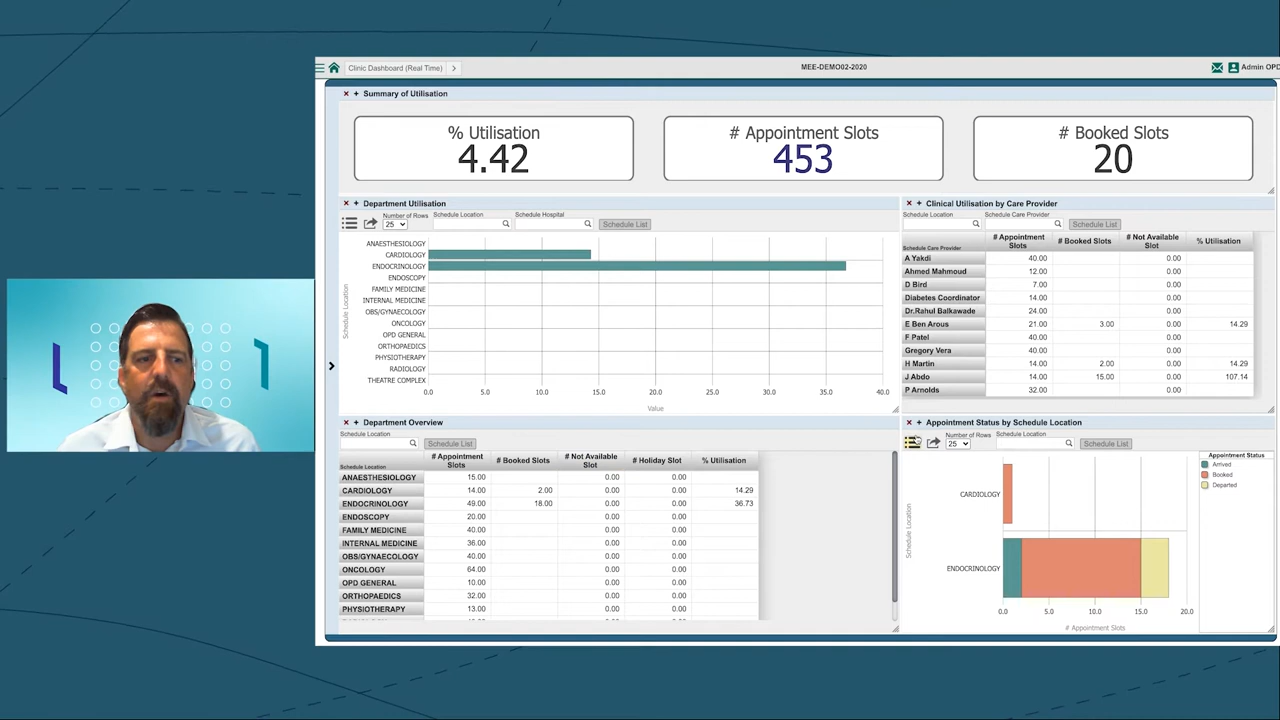 Clinic Dashboard (Real Time)
MEE-DEMO02-2020
Admin OPD
Summary of Utilisation
% Utilisation
4.42
# Appointment Slots
453
# Booked Slots
20
Department Utilisation
Number of Rows
25
Schedule Location
Schedule Hospital
Schedule List
Schedule Location
ANAESTHESIOLOGY
CARDIOLOGY
ENDOCRINOLOGY
ENDOSCOPY
FAMILY MEDICINE
INTERNAL MEDICINE
OBS/GYNAECOLOGY
ONCOLOGY
OPD GENERAL
ORTHOPAEDICS
PHYSIOTHERAPY
RADIOLOGY
THEATRE COMPLEX
0.0 5.0 10.0 15.0 20.0 25.0 30.0 35.0 40.0
Value
Clinical Utilisation by Care Provider
Schedule Location
Schedule Care Provider
Schedule List
Schedule Care Provider # Appointment Slots # Booked Slots # Not Available Slot % Utilisation
A Yakdi 40.00 0.00
Ahmed Mahmoud 12.00 0.00
D Bird 7.00 0.00
Diabetes Coordinator 14.00 0.00
Dr.Rahul Balkawade 24.00 0.00
E Ben Arous 21.00 3.00 0.00 14.29
F Patel 40.00 0.00
Gregory Vera 40.00 0.00
H Martin 14.00 2.00 0.00 14.29
J Abdo 14.00 15.00 0.00 107.14
P Arnolds 32.00 0.00
Department Overview
Schedule Location
Schedule List
Schedule Location # Appointment Slots # Booked Slots # Not Available Slot # Holiday Slot % Utilisation
ANAESTHESIOLOGY 15.00 0.00 0.00
CARDIOLOGY 14.00 2.00 0.00 0.00 14.29
ENDOCRINOLOGY 49.00 18.00 0.00 0.00 36.73
ENDOSCOPY 20.00 0.00 0.00
FAMILY MEDICINE 40.00 0.00 0.00
INTERNAL MEDICINE 36.00 0.00 0.00
OBS/GYNAECOLOGY 40.00 0.00 0.00
ONCOLOGY 64.00 0.00 0.00
OPD GENERAL 10.00 0.00 0.00
ORTHOPAEDICS 32.00 0.00 0.00
PHYSIOTHERAPY 13.00 0.00 0.00
Appointment Status by Schedule Location
Number of Rows
25
Schedule Location
Schedule List
Schedule Location
CARDIOLOGY
ENDOCRINOLOGY
0.0 5.0 10.0 15.0 20.0
# Appointment Slots
Appointment Status
Arrived
Booked
Departed